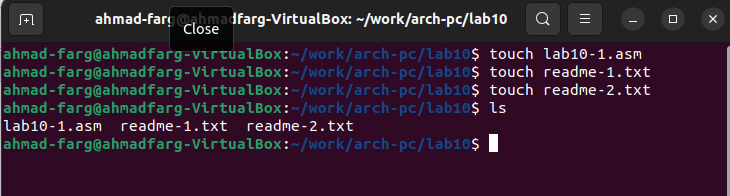 ahmad-farg@ahmadfarg-VirtualBox: ~/work/arch-pc/lab10
Close
ahmad-farg@ahmadfarg-VirtualBox:~/work/arch-pc/lab10$ touch lab10-1.asm
ahmad-farg@ahmadfarg-VirtualBox:~/work/arch-pc/lab10$ touch readme-1.txt
ahmad-farg@ahmadfarg-VirtualBox:~/work/arch-pc/lab10$ touch readme-2.txt
ahmad-farg@ahmadfarg-VirtualBox:~/work/arch-pc/lab10$ ls
lab10-1.asm  readme-1.txt  readme-2.txt
ahmad-farg@ahmadfarg-VirtualBox:~/work/arch-pc/lab10$